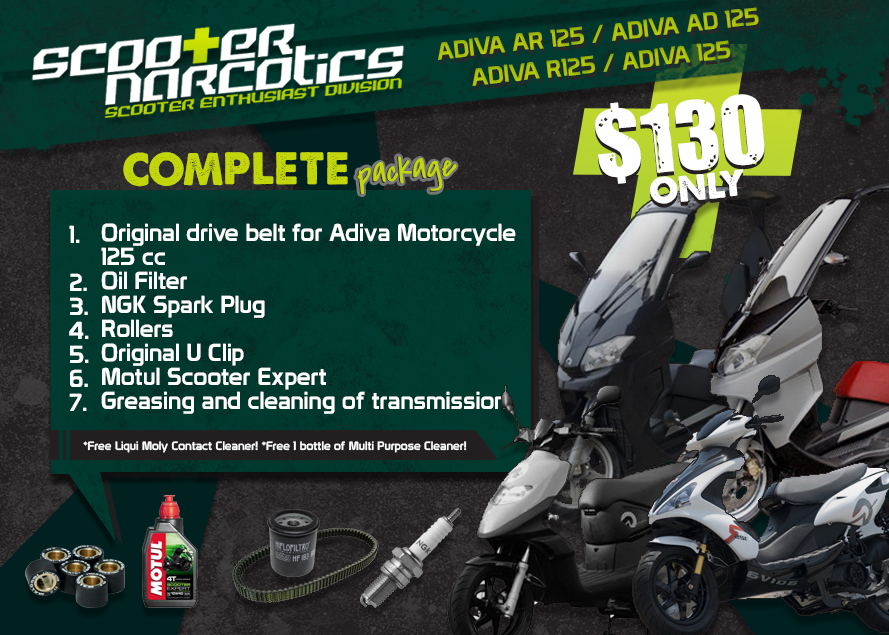 scooter
narcotics
SCOOTER ENTHUSIAST DIVISION
ADIVA AR 125 / ADIVA AD 125
ADIVA R125 / ADIVA 125
$130
ONLY
COMPLETE package
1. Original drive belt for Adiva Motorcycle
125 cc
2. Oil Filter
3. NGK Spark Plug
4. Rollers
5. Original U Clip
6. Motul Scooter Expert
7. Greasing and cleaning of transmission
*Free Liqui Moly Contact Cleaner! *Free 1 bottle of Multi Purpose Cleaner!
MOTUL
4T
SCOOTER
EXPERT
HIFLOFILTRO
NGK